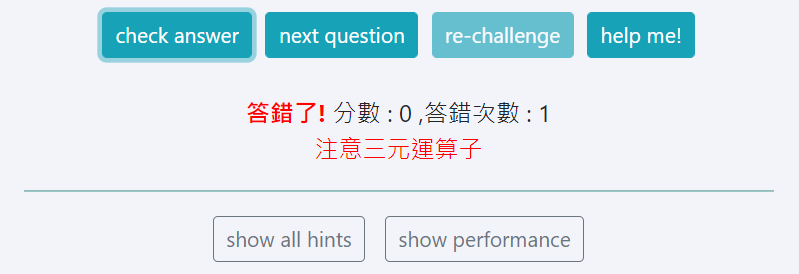 check answer next question re-challenge help me!
答錯了! 分數 : 0 ,答錯次數 : 1
注意三元運算子
show all hints show performance